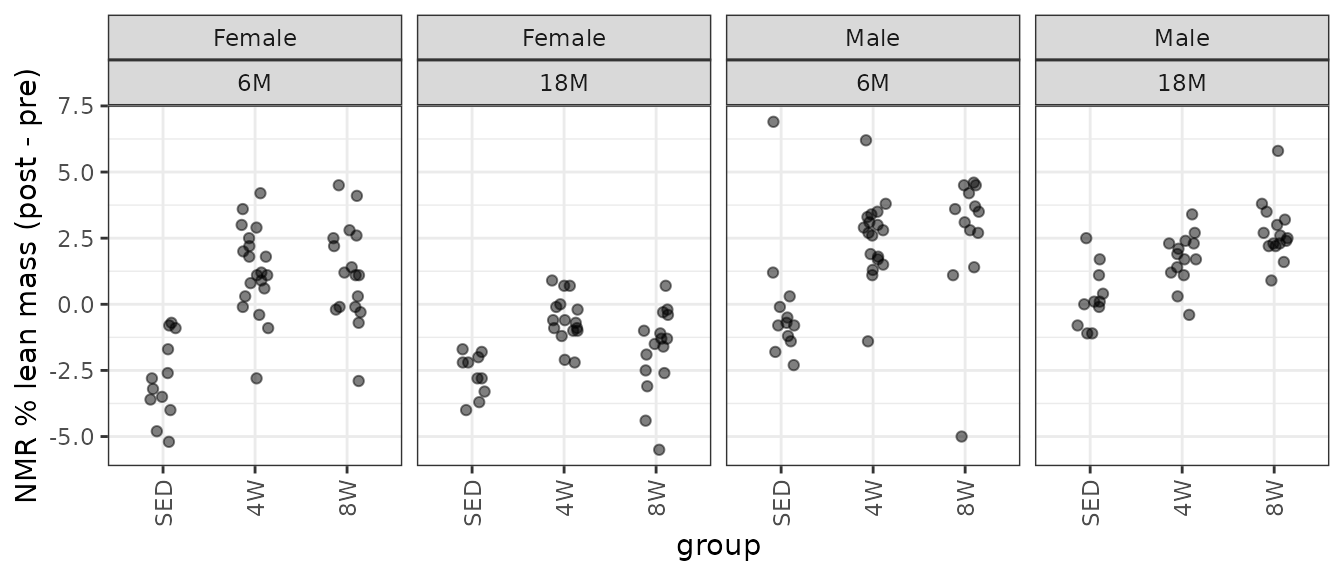 Female Female Male Male
6M 18M 6M 18M
NMR % lean mass (post - pre)
7.5
5.0
2.5
0.0
-2.5
-5.0
SED 4W 8W SED 4W 8W SED 4W 8W SED 4W 8W
group